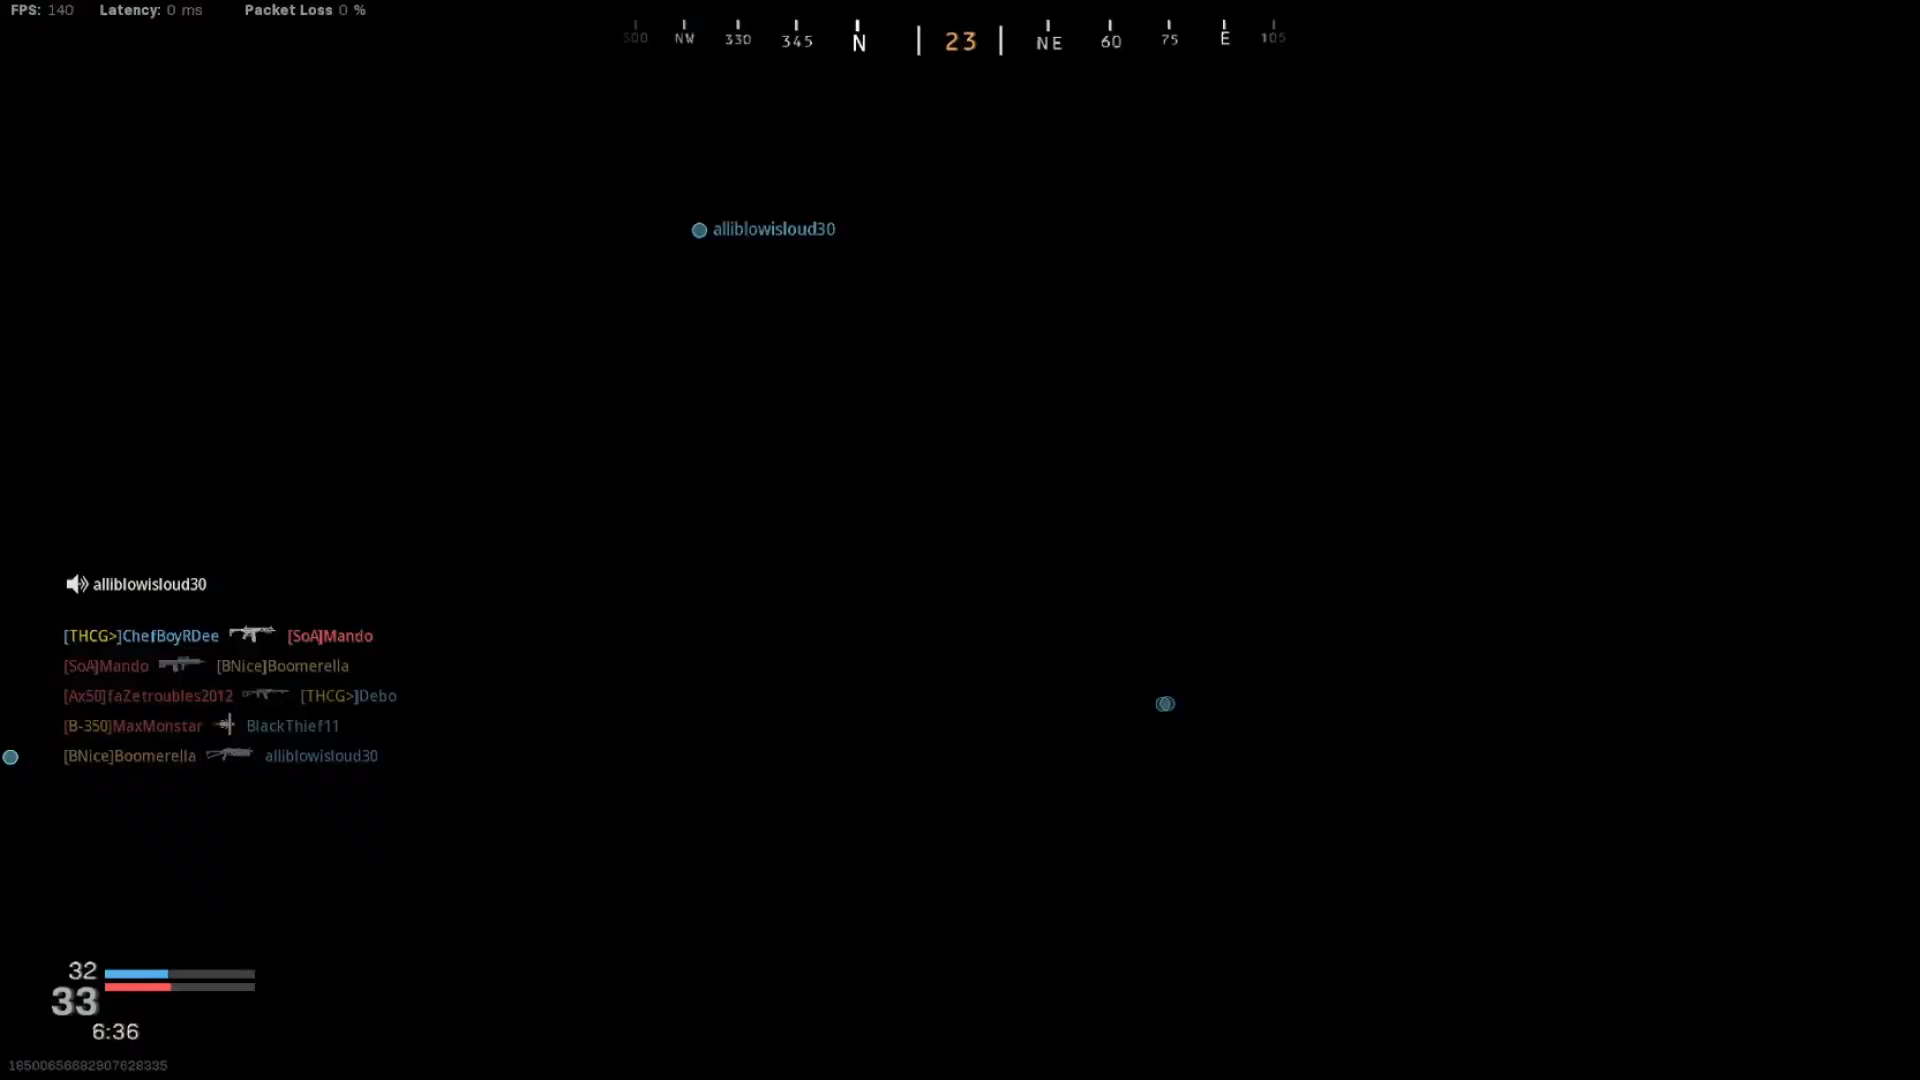 FPS: 140 Latency: 0 ms Packet Loss 0 %
300 NW 330 345 N 23 NE 60 75 E 105
alliblowisloud30
alliblowisloud30
[THCG>]ChefBoyRDee [SoA]Mando
[SoA]Mando [BNice]Boomerella
[Ax50]faZetroubles2012 [THCG>]Debo
[B-350]MaxMonstar BlackThief11
[BNice]Boomerella alliblowisloud30
32
33
6:36